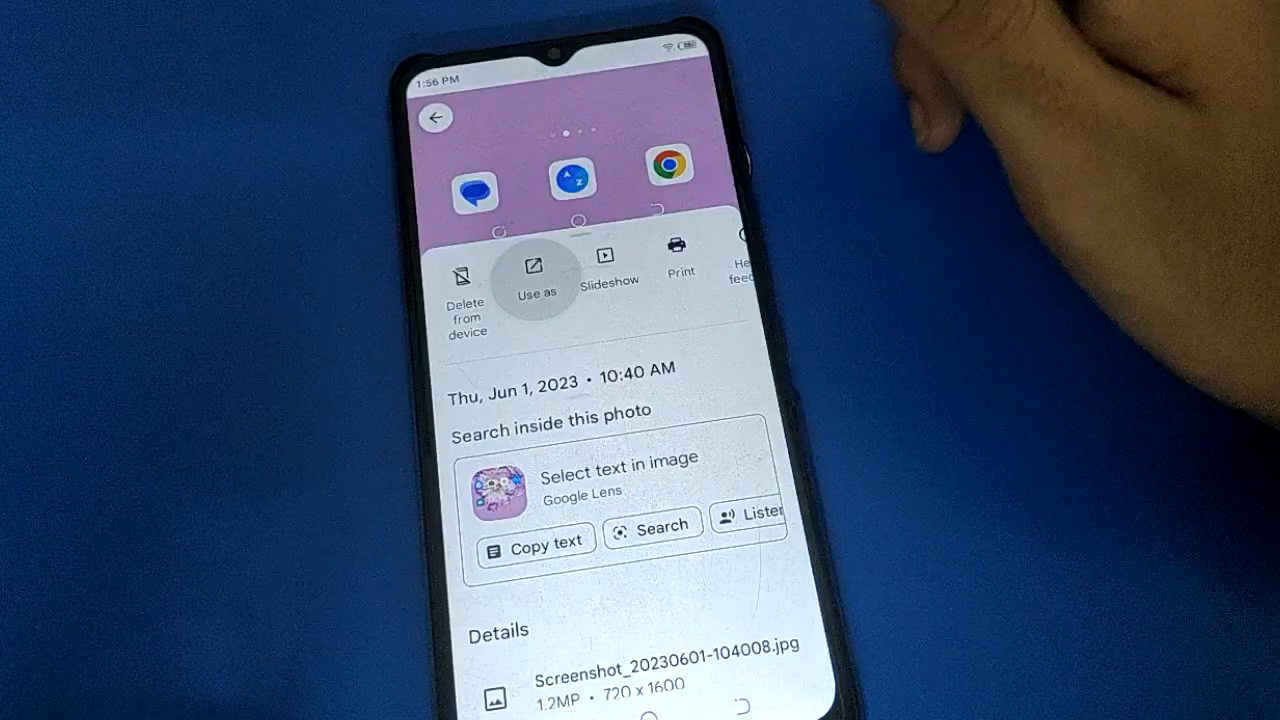 1:56 PM
Delete from device
Use as
Slideshow
Print
Thu, Jun 1, 2023 • 10:40 AM
Search inside this photo
Select text in image
Google Lens
Copy text
Search
Details
Screenshot_20230601-104008.jpg
1.2MP • 720 x 1600